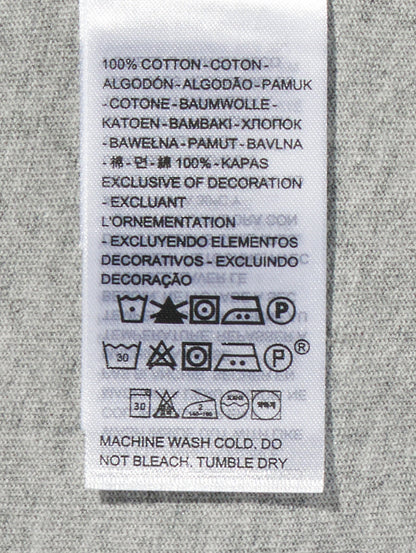 100% COTTON - COTON -
ALGODÓN - ALGODÃO - PAMUK
- COTONE - BAUMWOLLE -
KATOEN - BAMBAKI - ХЛОПОК
- BAWEŁNA - PAMUT - BAVLNA
- 棉 - 면 - 綿 100% - KAPAS
EXCLUSIVE OF DECORATION
- EXCLUANT
L'ORNEMENTATION
- EXCLUYENDO ELEMENTOS
DECORATIVOS - EXCLUINDO
DECORAÇÃO
P
30 P ®
30 2
MACHINE WASH COLD. DO
NOT BLEACH. TUMBLE DRY